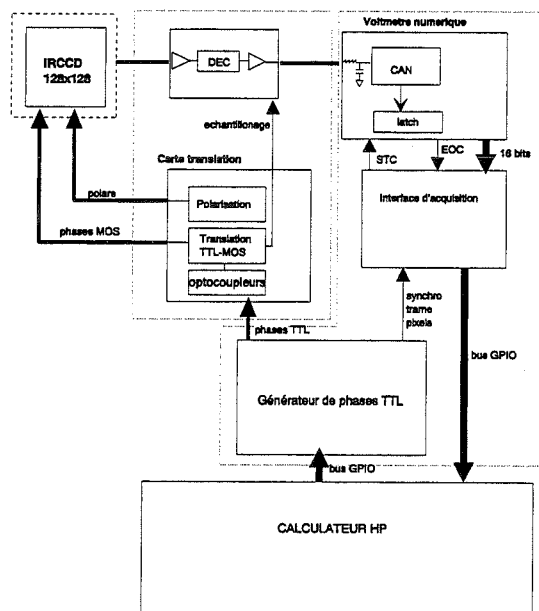 Voltmetre numerique
IRCCD
128x128
DEC
CAN
latch
echantillonage
STC
EOC
16 bits
Carte translation
polars
Polarisation
Interface d'acquisition
phases MOS
Translation
TTL-MOS
optocoupleurs
synchro
trame
pixels
phases TTL
bus GPIO
Générateur de phases TTL
bus GPIO
CALCULATEUR HP